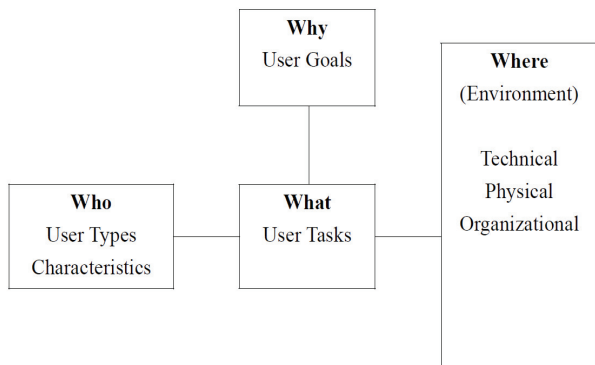 Why
User Goals
Where
(Environment)
Technical
Physical
Organizational
Who
User Types
Characteristics
What
User Tasks